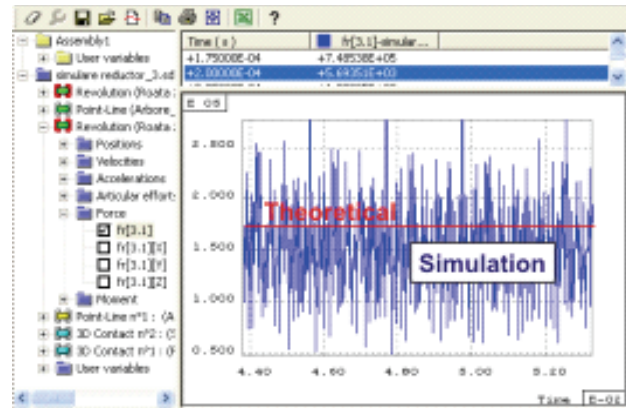 ?
Assembly1
User variables
simulare reductor_3.sd
Revolution (Roata :
Point-Line (Arbore_
Revolution (Roata :
Positions
Velocities
Accelerations
Articular effort:
Force
fr[3.1]
fr[3.1][X]
fr[3.1][Y]
fr[3.1][Z]
Moment
Point-Line n°1 : (A
3D Contact n°2 : (S
3D Contact n°1 : (F
User variables
Time ( s ) fr[3.1]-simular...
+1.75000E-04 +7.48538E+05
+2.00000E-04 +5.69351E+03
E 05
2.500
2.000
Theoretical
1.500
Simulation
1.000
0.500
4.40 4.60 4.80 5.00 5.20
Time E-02